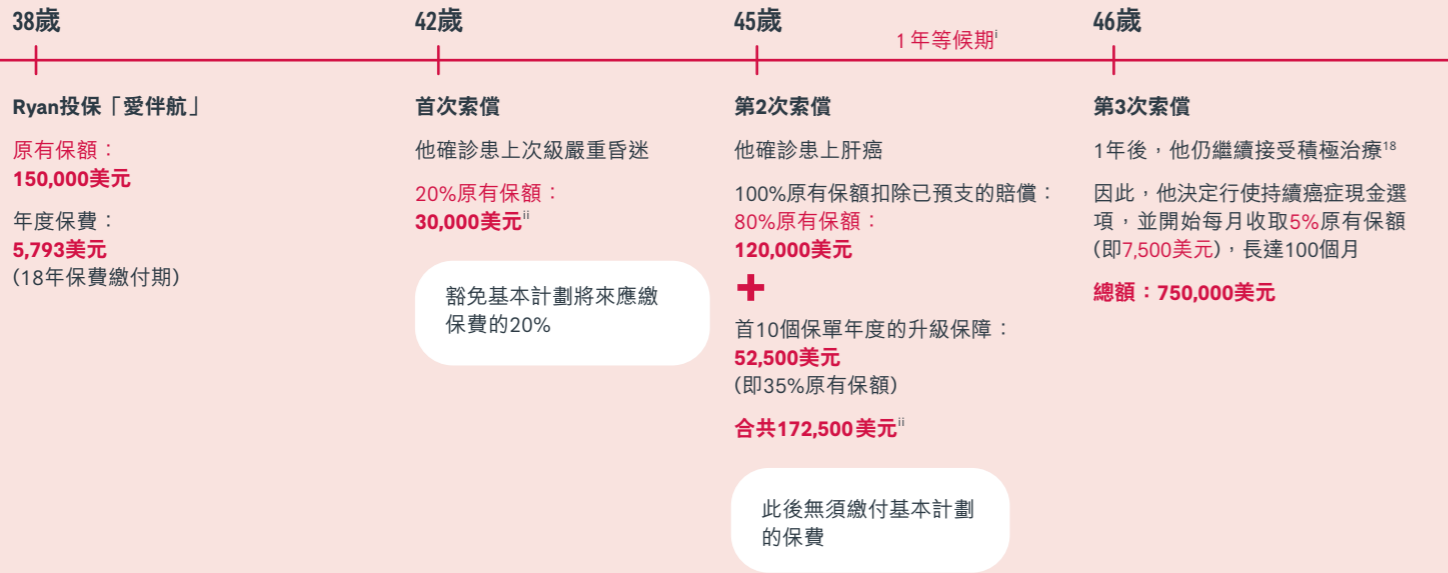 38歲
Ryan投保「愛伴航」
原有保額：
150,000美元
年度保費：
5,793美元
(18年保費繳付期)
42歲
首次索償
他確診患上次級嚴重昏迷
20%原有保額：
30,000美元ii
豁免基本計劃將來應繳
保費的20%
45歲
1年等候期i
第2次索償
他確診患上肝癌
100%原有保額扣除已預支的賠償：
80%原有保額：
120,000美元
+
首10個保單年度的升級保障：
52,500美元
(即35%原有保額)
合共172,500美元ii
此後無須繳付基本計劃
的保費
46歲
第3次索償
1年後，他仍繼續接受積極治療18
因此，他決定行使持續癌症現金選
項，並開始每月收取5%原有保額
(即7,500美元)，長達100個月
總額：750,000美元